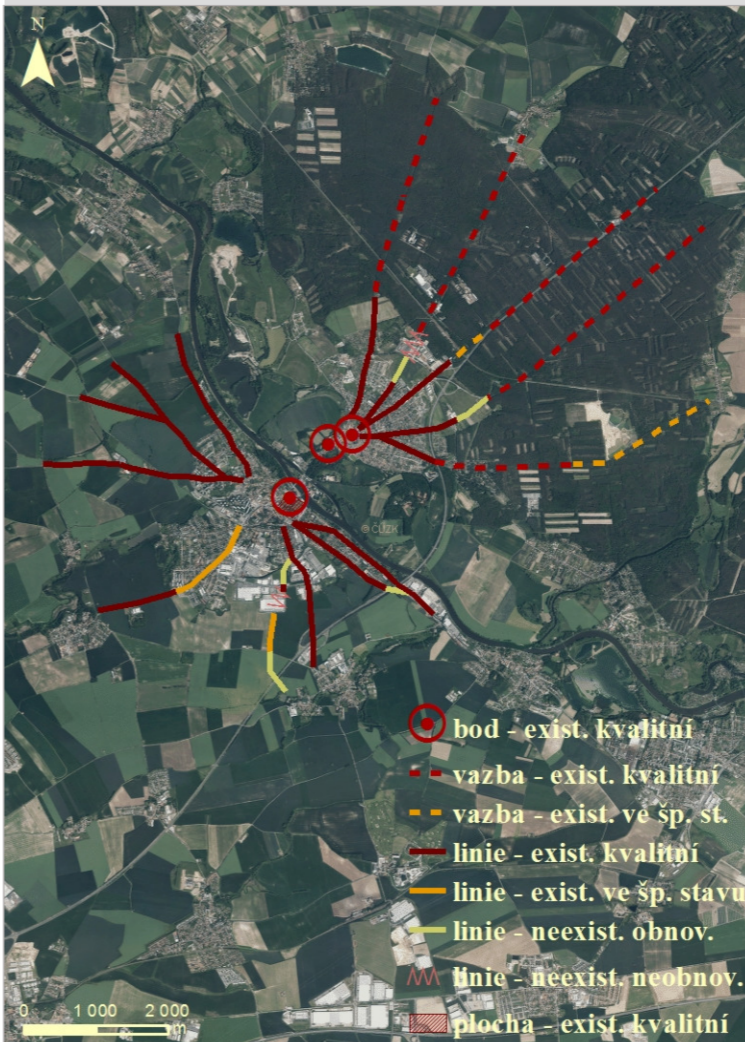 N
© ČÚZK
bod - exist. kvalitní
vazba - exist. kvalitní
vazba - exist. ve šp. st.
linie - exist. kvalitní
linie - exist. ve šp. stavu
linie - neexist. obnov.
linie - neexist. neobnov.
plocha - exist. kvalitní
0 1 000 2 000
m